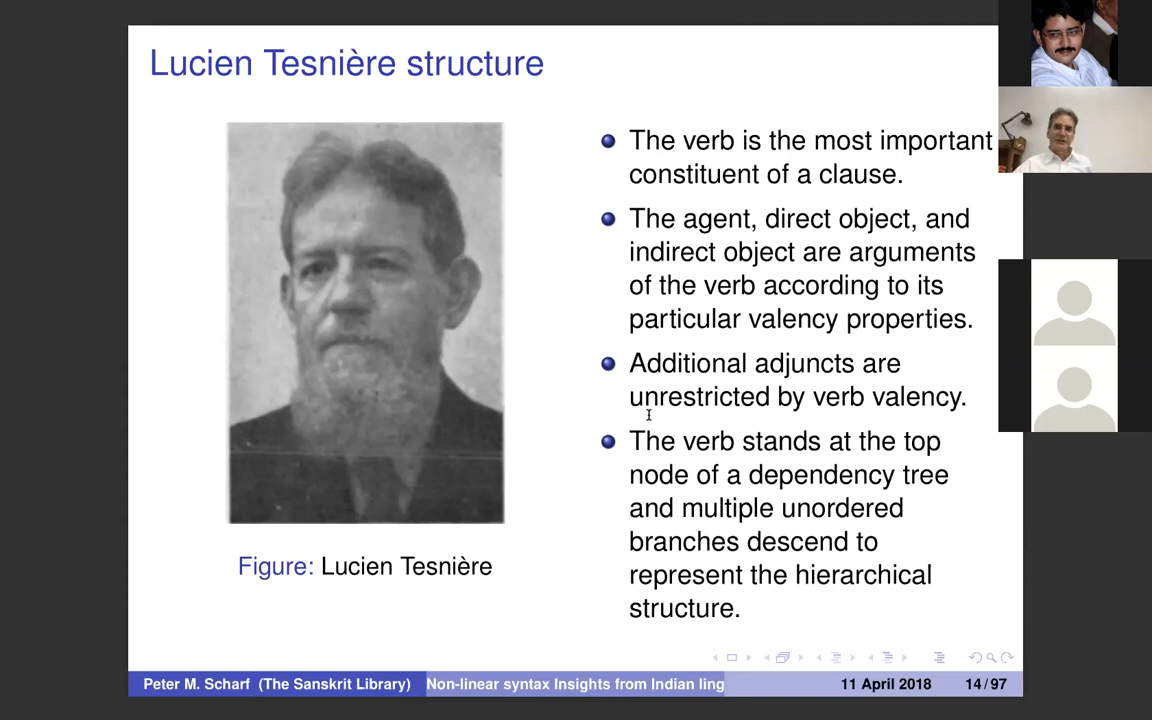 Lucien Tesnière structure
The verb is the most important
constituent of a clause.
The agent, direct object, and
indirect object are arguments
of the verb according to its
particular valency properties.
Additional adjuncts are
unrestricted by verb valency.
The verb stands at the top
node of a dependency tree
and multiple unordered
branches descend to
represent the hierarchical
structure.
Figure: Lucien Tesnière
Peter M. Scharf (The Sanskrit Library) Non-linear syntax Insights from Indian ling 11 April 2018 14 / 97